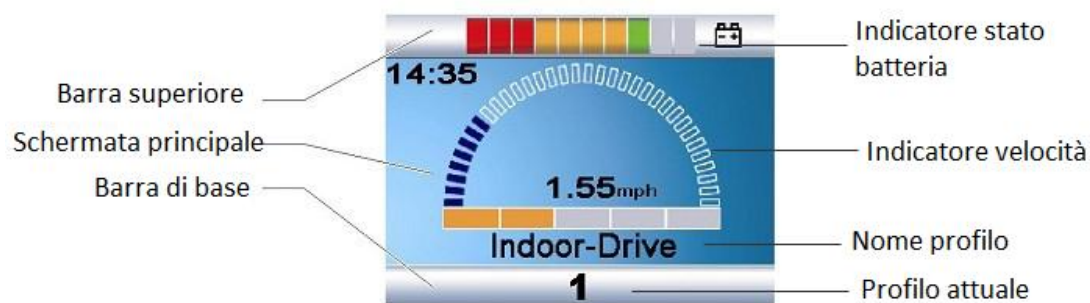 Barra superiore
Schermata principale
Barra di base
14:35
1.55mph
Indoor-Drive
1
Indicatore stato
batteria
Indicatore velocità
Nome profilo
Profilo attuale